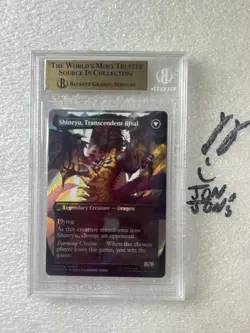 THE WORLD'S MOST TRUSTED
SOURCE IN COLLECTING
BECKETT GRADING SERVICES
Shinryu, Transcendent Rival
Legendary Creature — Dragon
Flying
As this creature transforms into
Shinryu, choose an opponent.
Burning Chains — When the chosen
player loses the game, you win the
game.
8/8
JON
JON'S